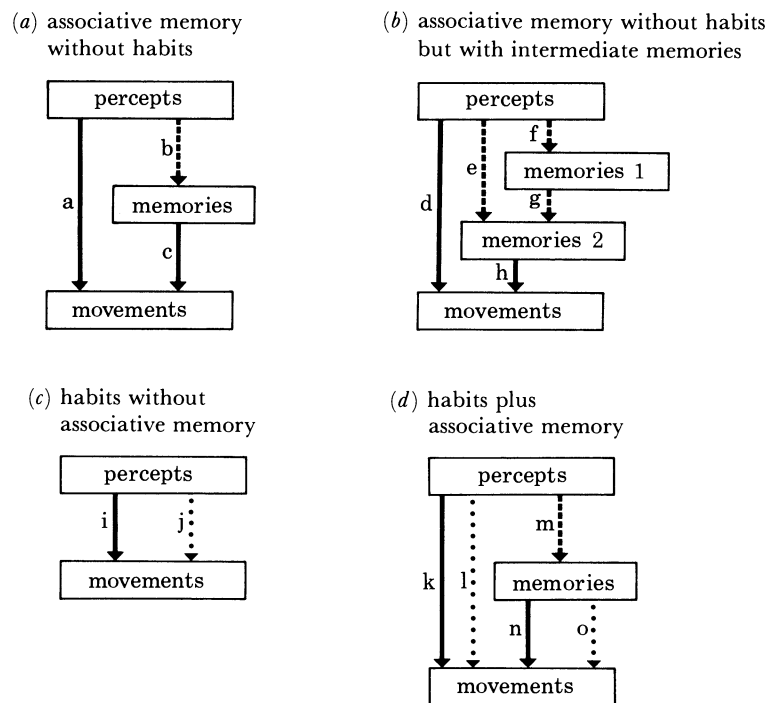 (a) associative memory
without habits
percepts
b
a
memories
c
movements
(b) associative memory without habits
but with intermediate memories
percepts
f
e
memories 1
d
g
memories 2
h
movements
(c) habits without
associative memory
percepts
i
j
movements
(d) habits plus
associative memory
percepts
m
k
l
memories
n
o
movements